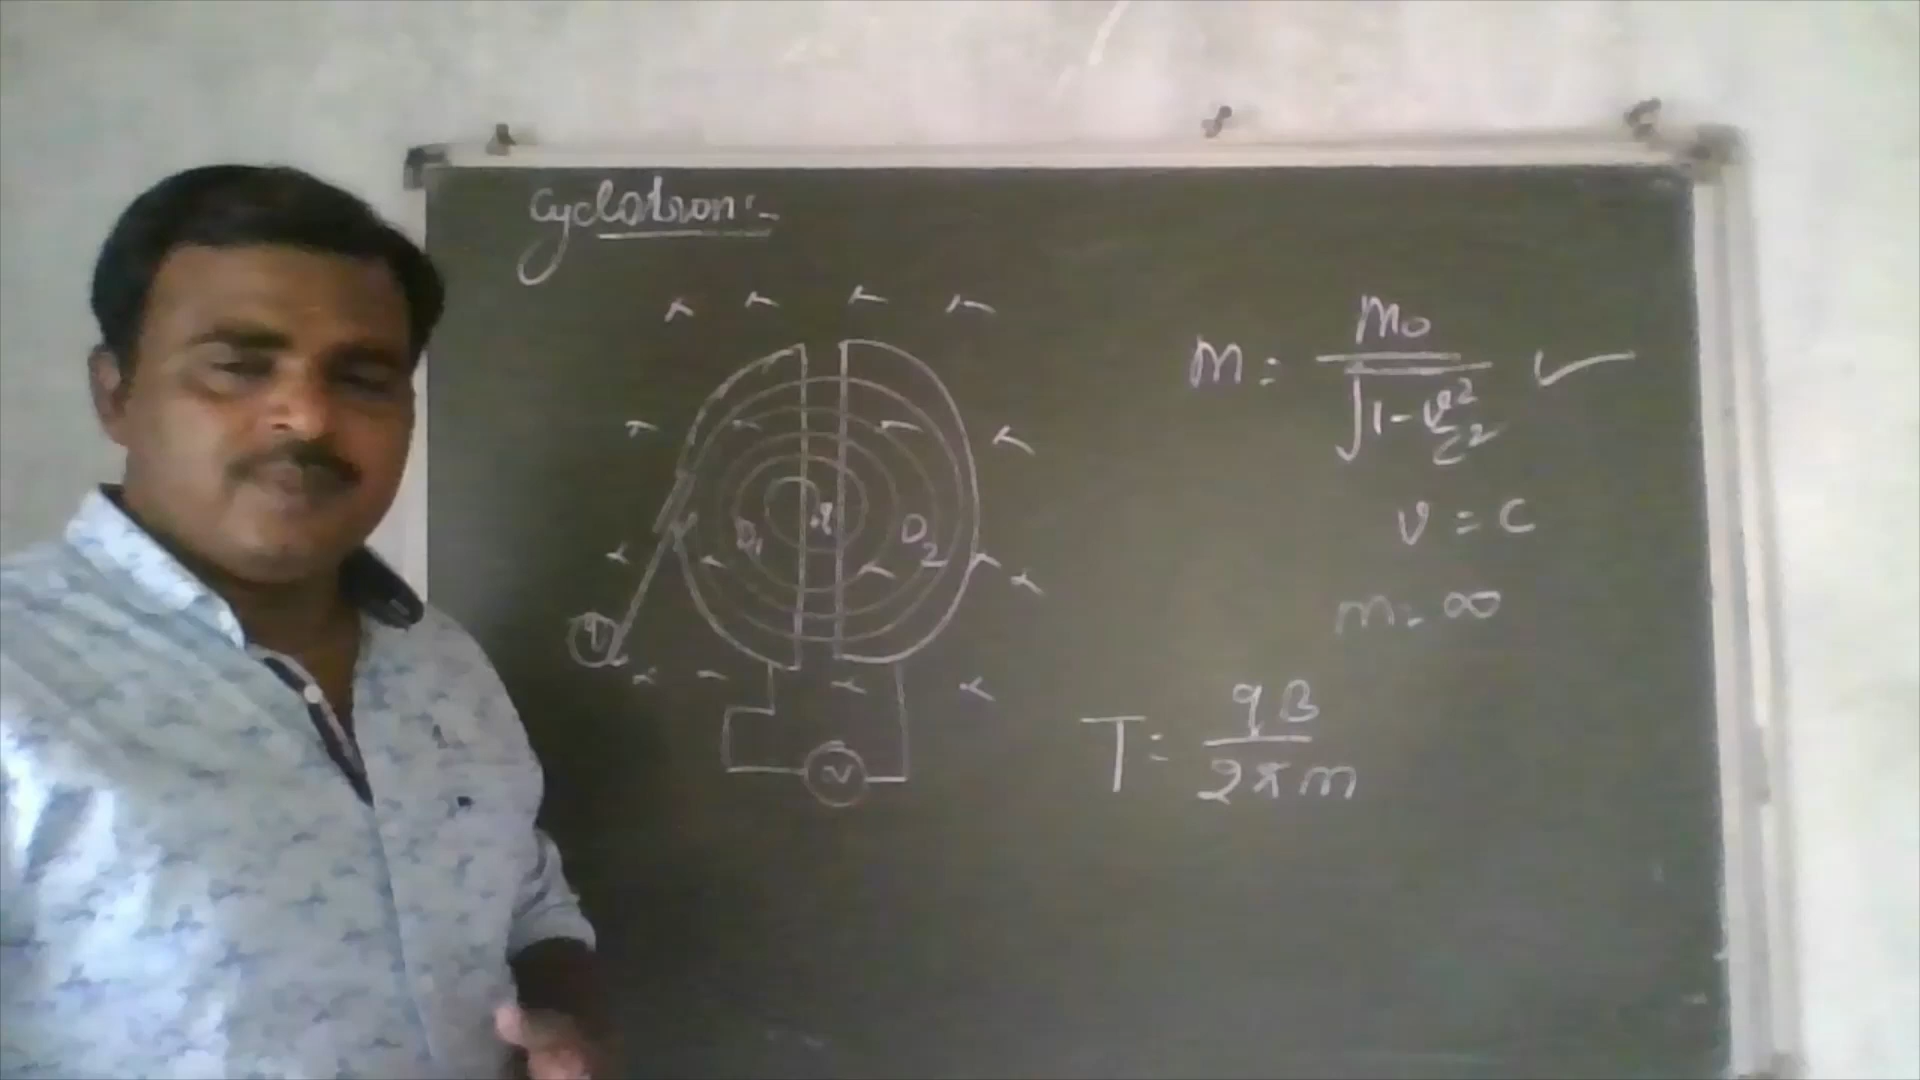 Cyclotron:-
M = M₀ / √1 - v²/c² ✓
v = c
m = ∞
T = qB / 2πm
D₁
D₂
q